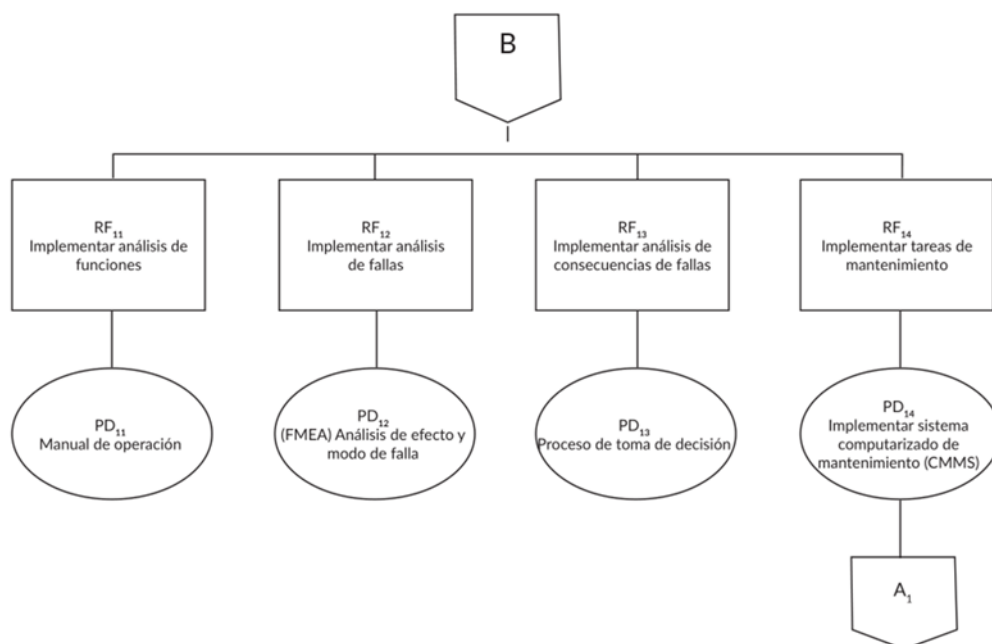 B
RF11
Implementar análisis de
funciones
RF12
Implementar análisis
de fallas
RF13
Implementar análisis de
consecuencias de fallas
RF14
Implementar tareas de
mantenimiento
PD11
Manual de operación
PD12
(FMEA) Análisis de efecto y
modo de falla
PD13
Proceso de toma de decisión
PD14
Implementar sistema
computarizado de
mantenimiento (CMMS)
A1